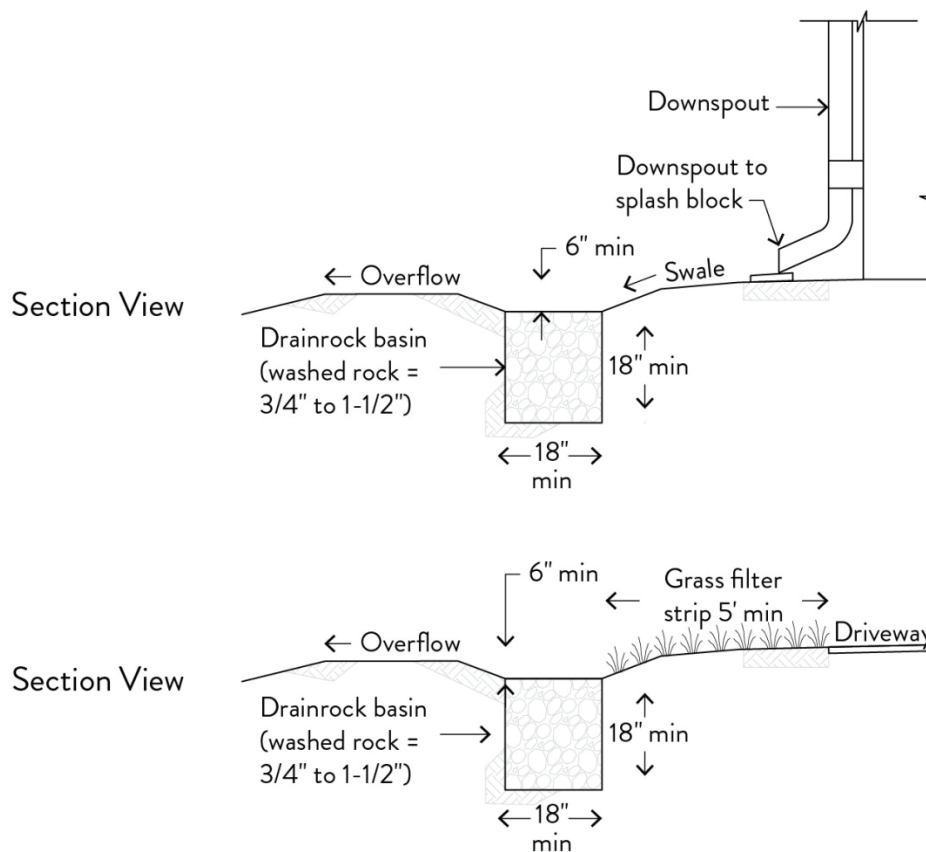 Downspout
Downspout to
splash block
6" min
Swale
Overflow
Section View
Drainrock basin
(washed rock =
3/4" to 1-1/2")
18" min
18"
min
6" min
Grass filter
strip 5' min
Overflow
Driveway
Section View
Drainrock basin
(washed rock =
3/4" to 1-1/2")
18" min
18"
min